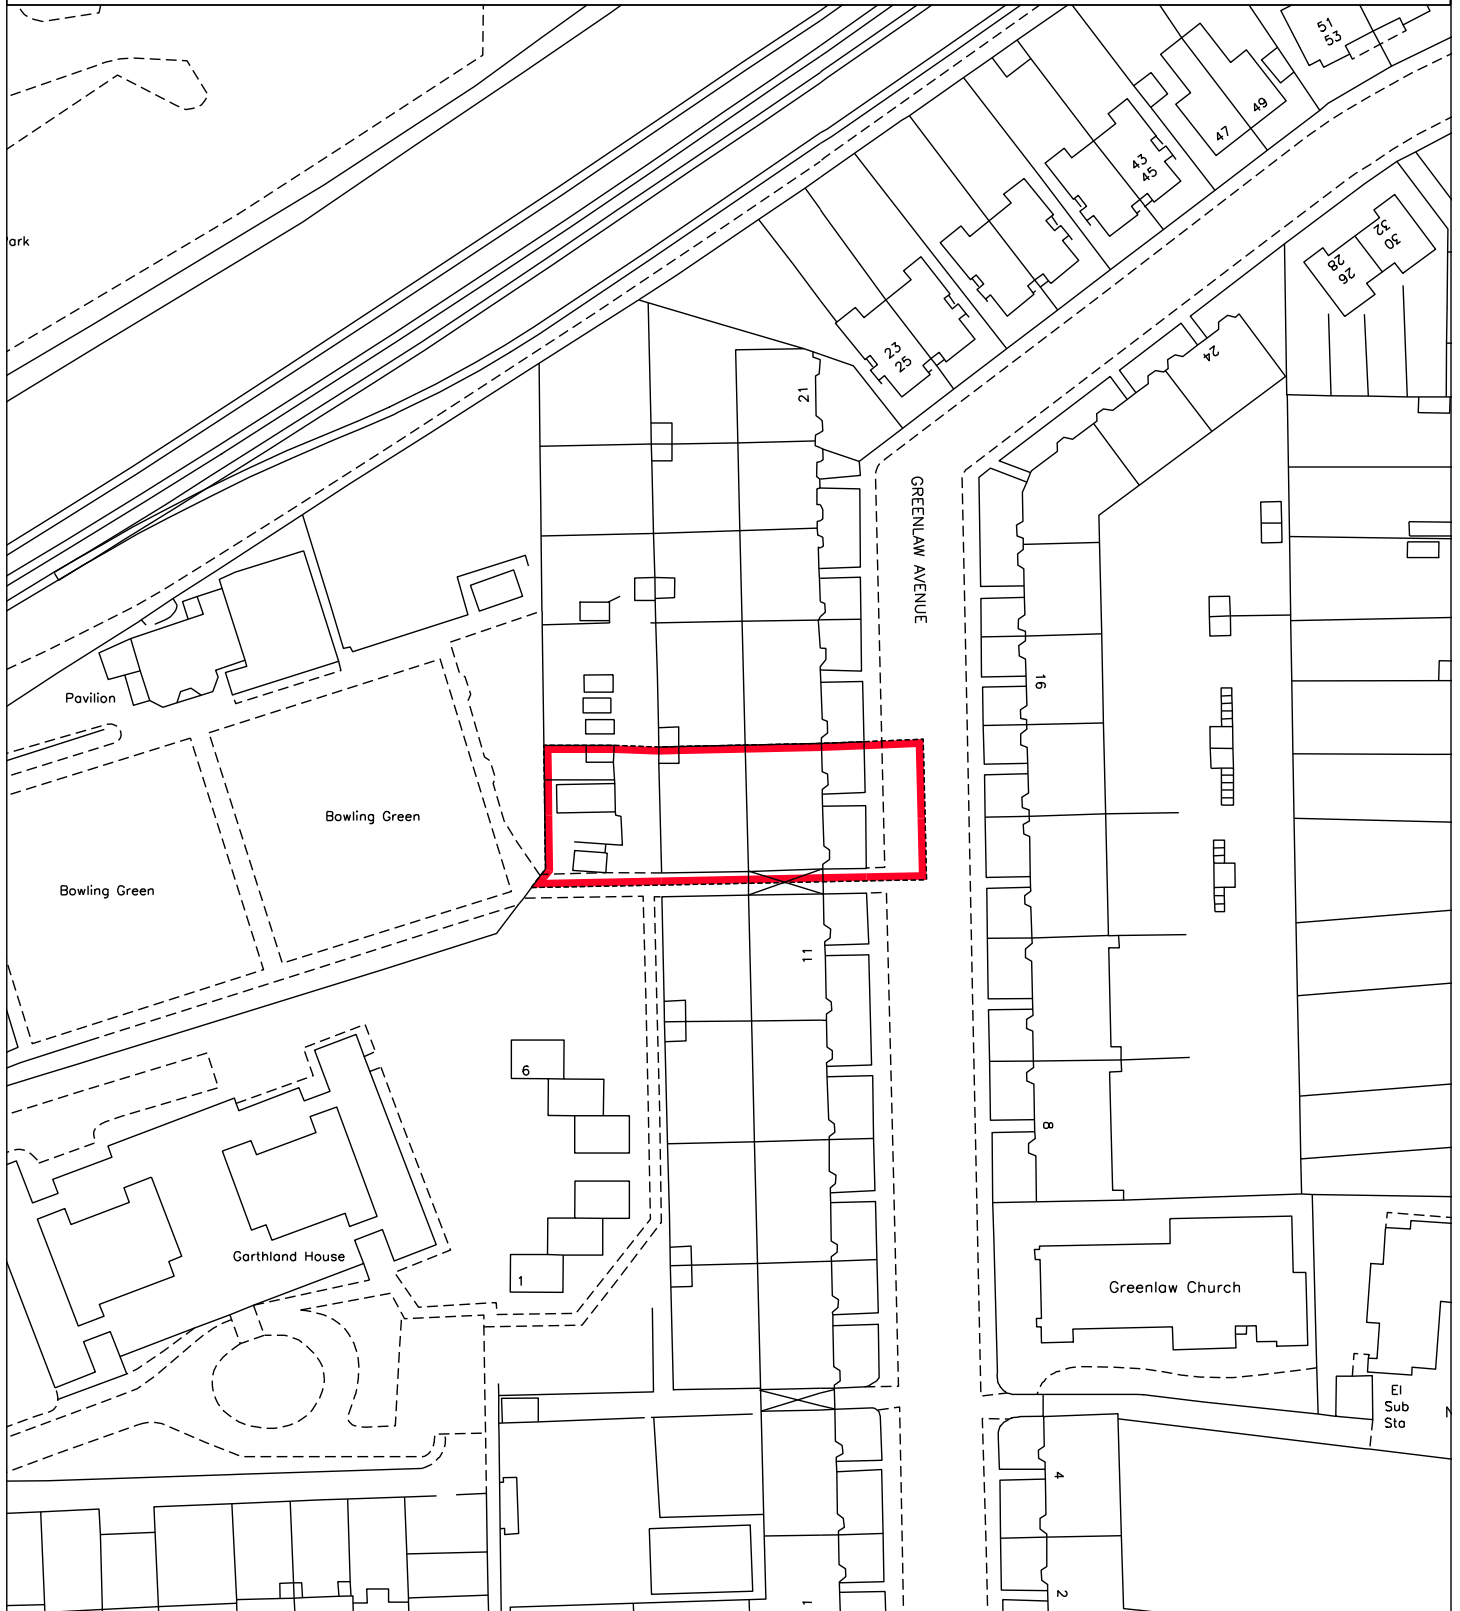 51
53
49
47
43
45
ark
32
30
28
26
23
25
24
21
GREENLAW AVENUE
16
Pavilion
Bowling Green
Bowling Green
11
6
8
Garthland House
1
Greenlaw Church
El
Sub
Sta
N
4
2
1